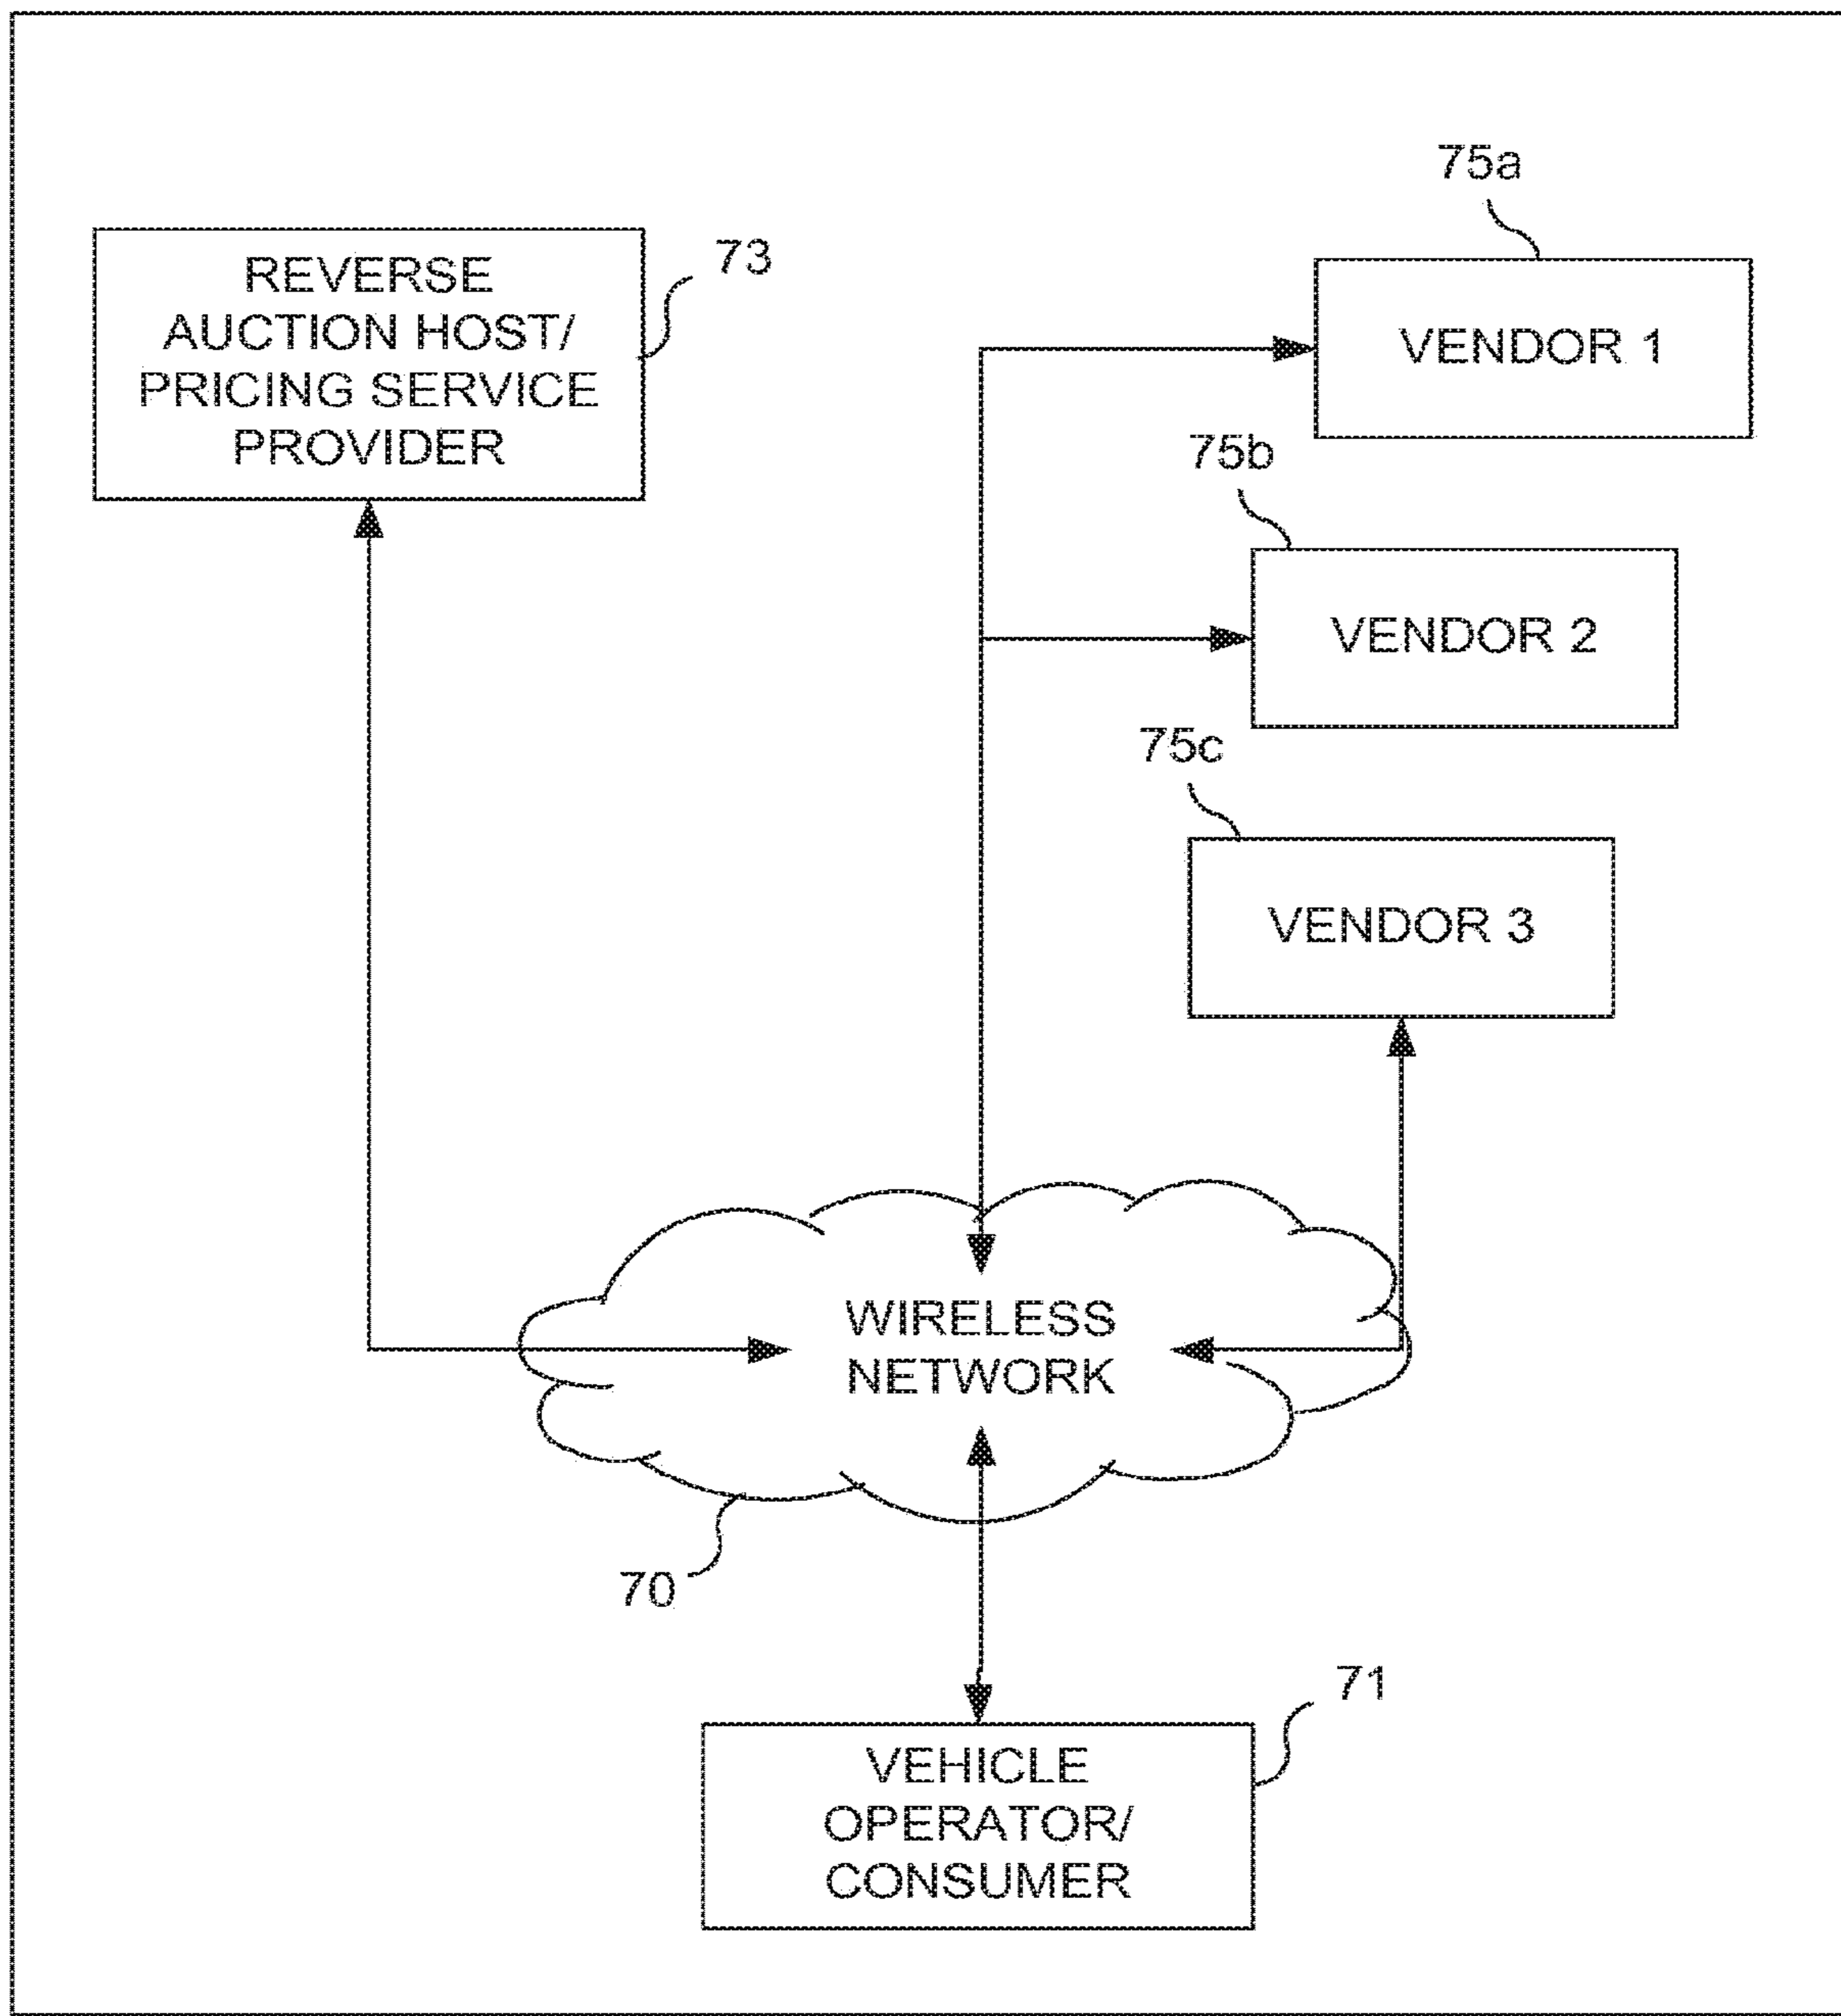 75a
REVERSE
AUCTION HOST/
PRICING SERVICE
PROVIDER
73
VENDOR 1
75b
VENDOR 2
75c
VENDOR 3
WIRELESS
NETWORK
70
71
VEHICLE
OPERATOR/
CONSUMER